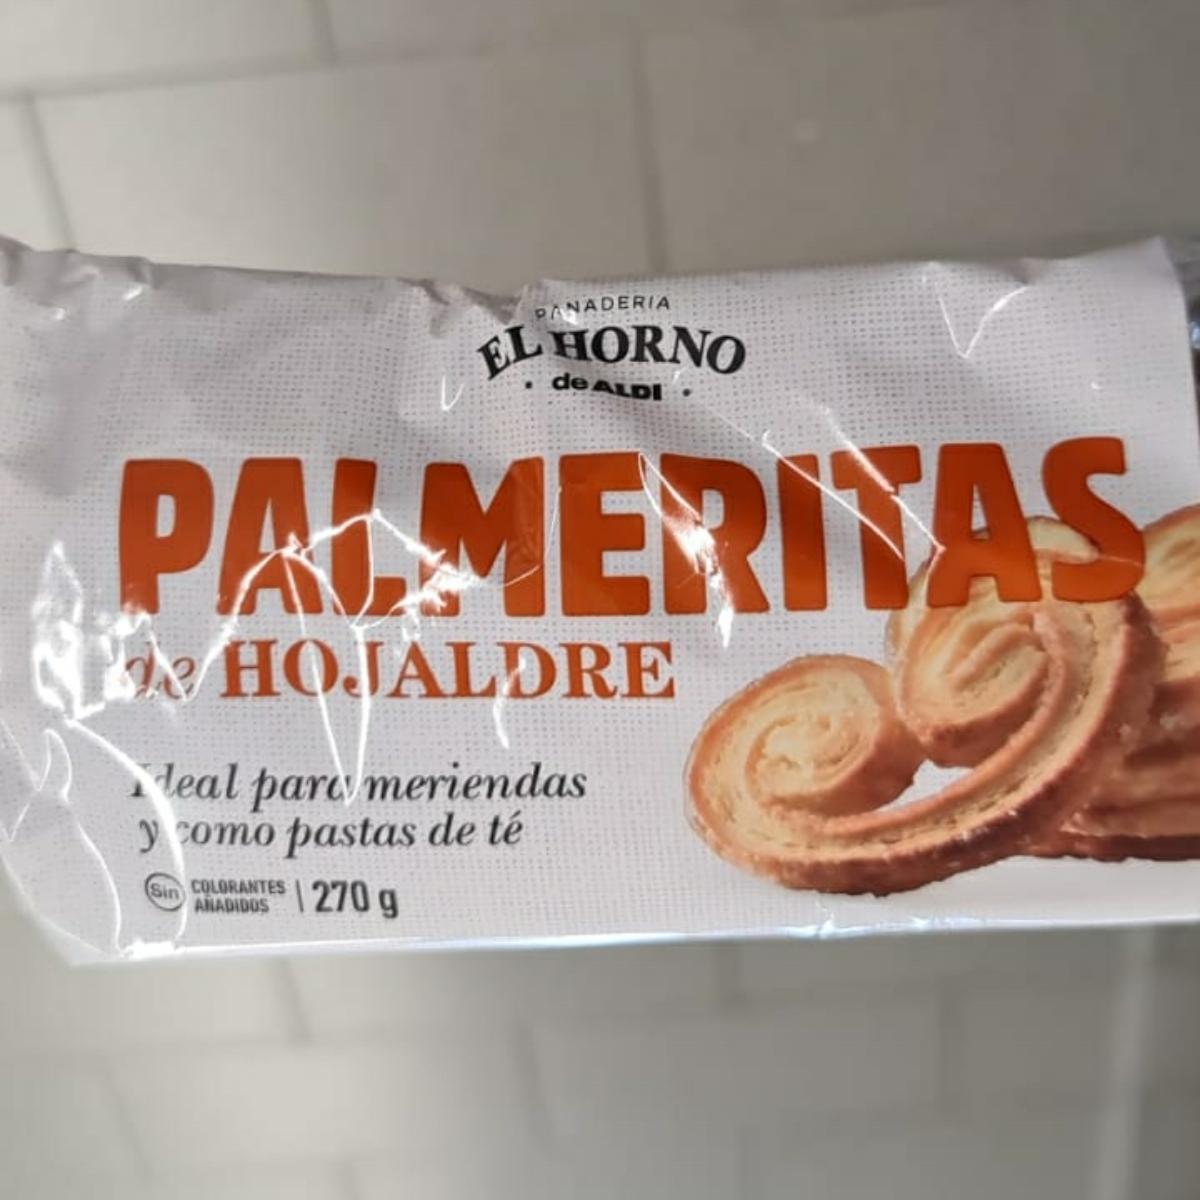 PANADERIA
EL HORNO
· de ALDI ·
PALMERITAS
de HOJALDRE
Ideal para meriendas
y como pastas de té
Sin COLORANTES AÑADIDOS | 270 g